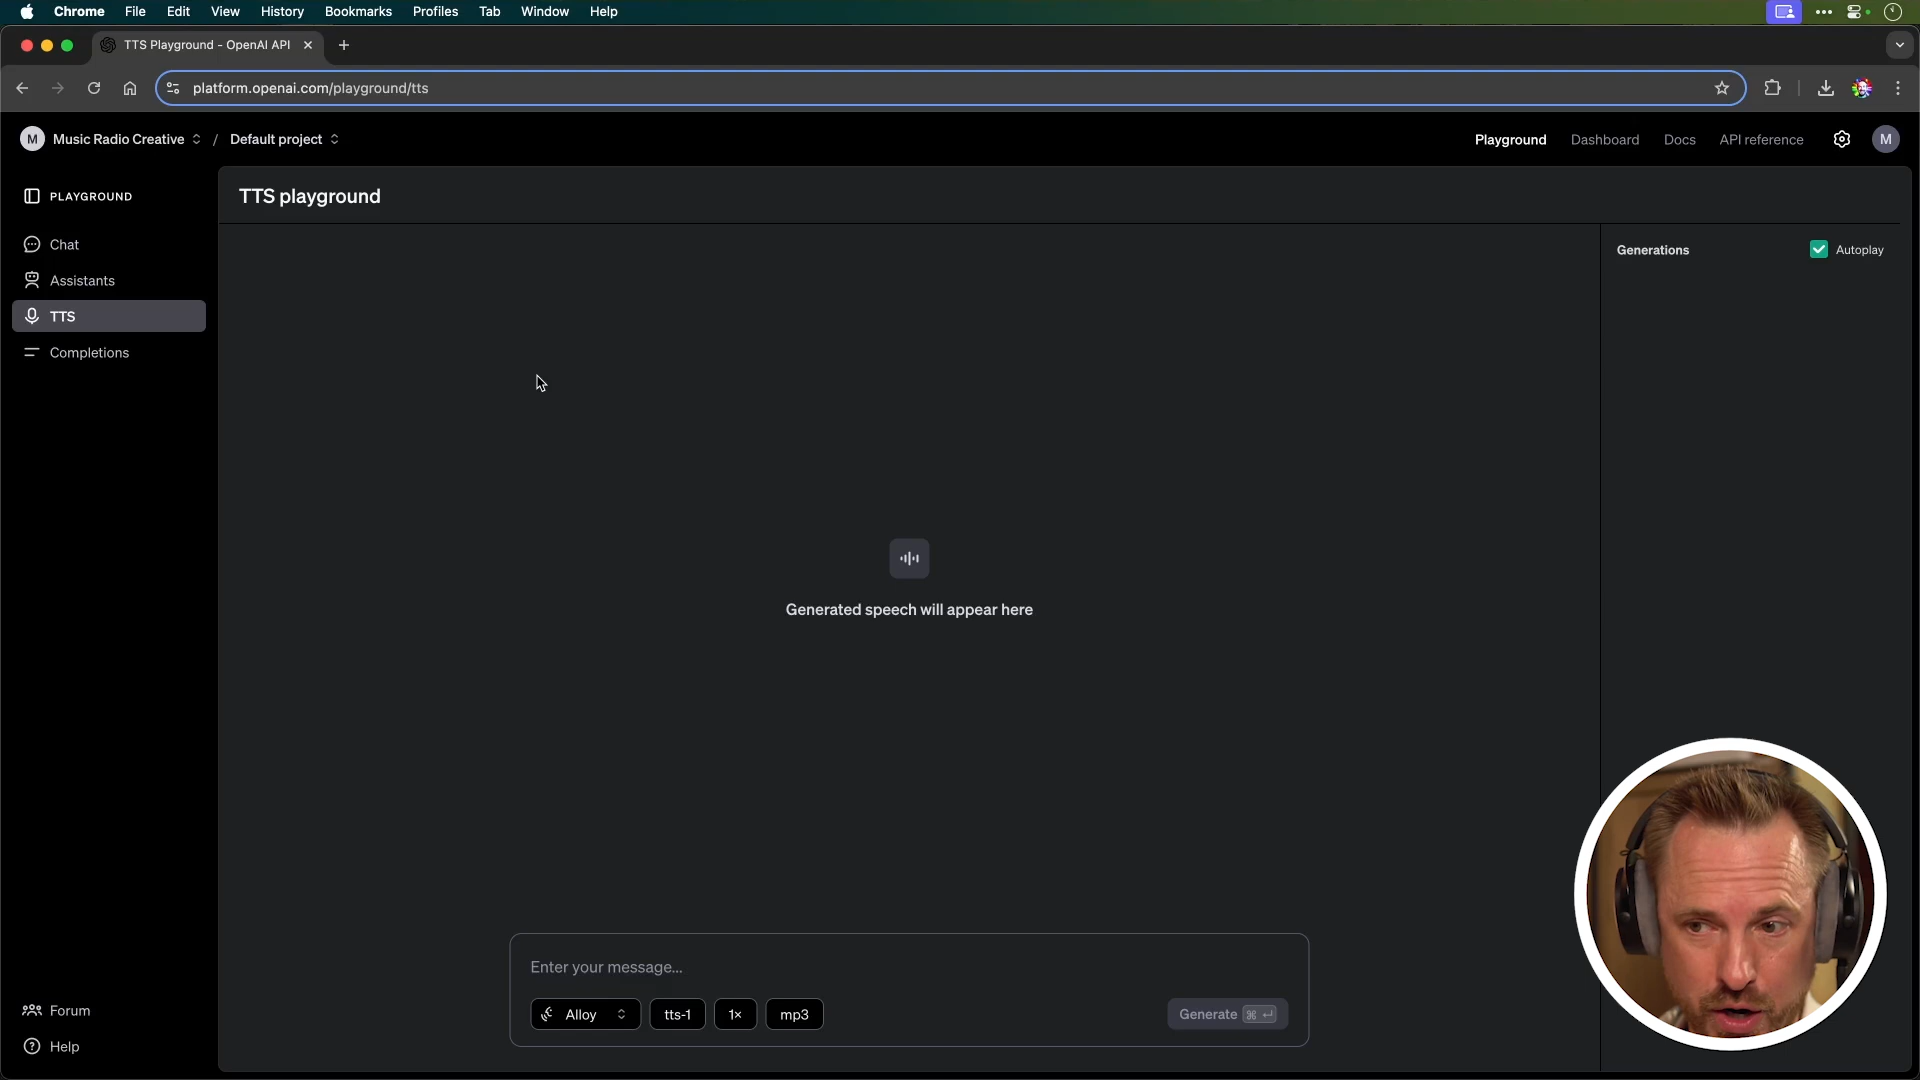 Chrome File Edit View History Bookmarks Profiles Tab Window Help
TTS Playground - OpenAI API
platform.openai.com/playground/tts
M Music Radio Creative / Default project
Playground Dashboard Docs API reference M
PLAYGROUND
TTS playground
Chat
Assistants
TTS
Completions
Generations Autoplay
Generated speech will appear here
Enter your message...
Alloy tts-1 1× mp3 Generate ⌘ ↵
Forum
Help